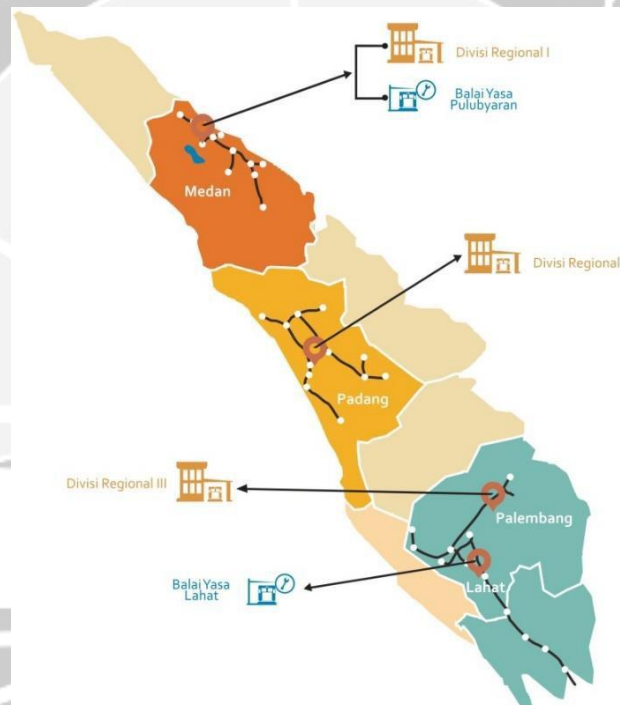 Divisi Regional I
Balai Yasa
Pulubyaran
Medan
Divisi Regional
Padang
Divisi Regional III
Palembang
Balai Yasa
Lahat
Lahat